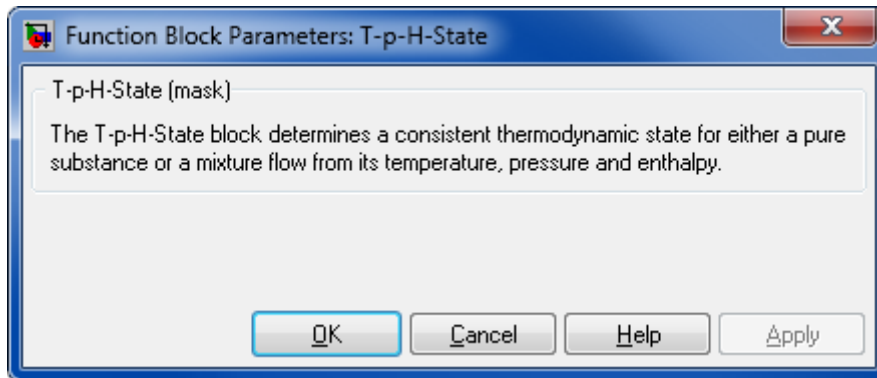 Function Block Parameters: T-p-H-State
T-p-H-State (mask)
The T-p-H-State block determines a consistent thermodynamic state for either a pure
substance or a mixture flow from its temperature, pressure and enthalpy.
OK Cancel Help Apply